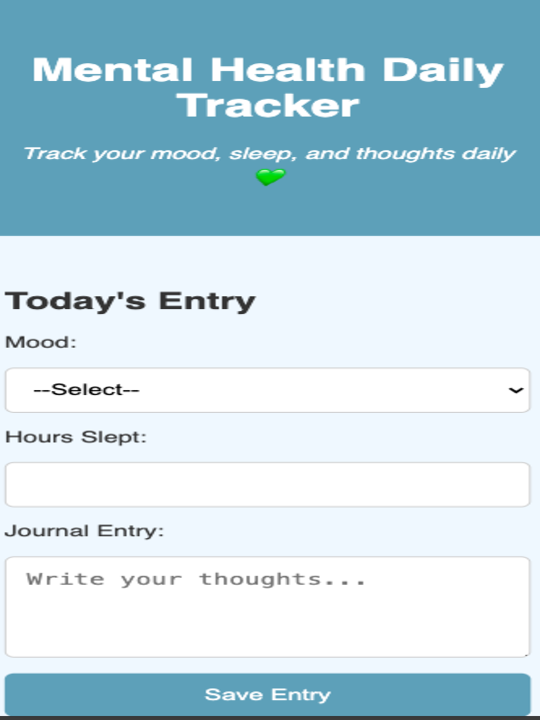 Mental Health Daily
Tracker
Track your mood, sleep, and thoughts daily
💚
Today's Entry
Mood:
--Select--
Hours Slept:
Journal Entry:
Write your thoughts...
Save Entry